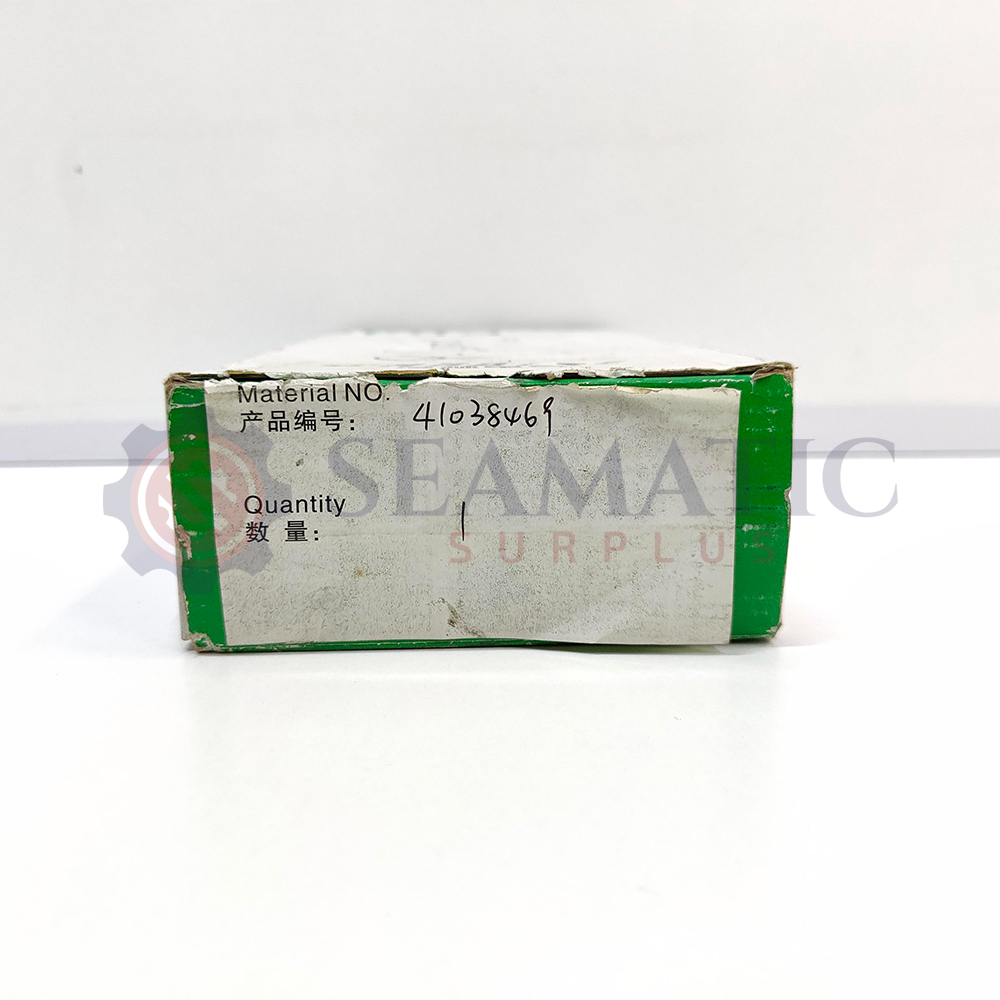 Material NO.
产品编号: 41038469
SEAMATIC
Quantity
数 量: 1
SURPLUS